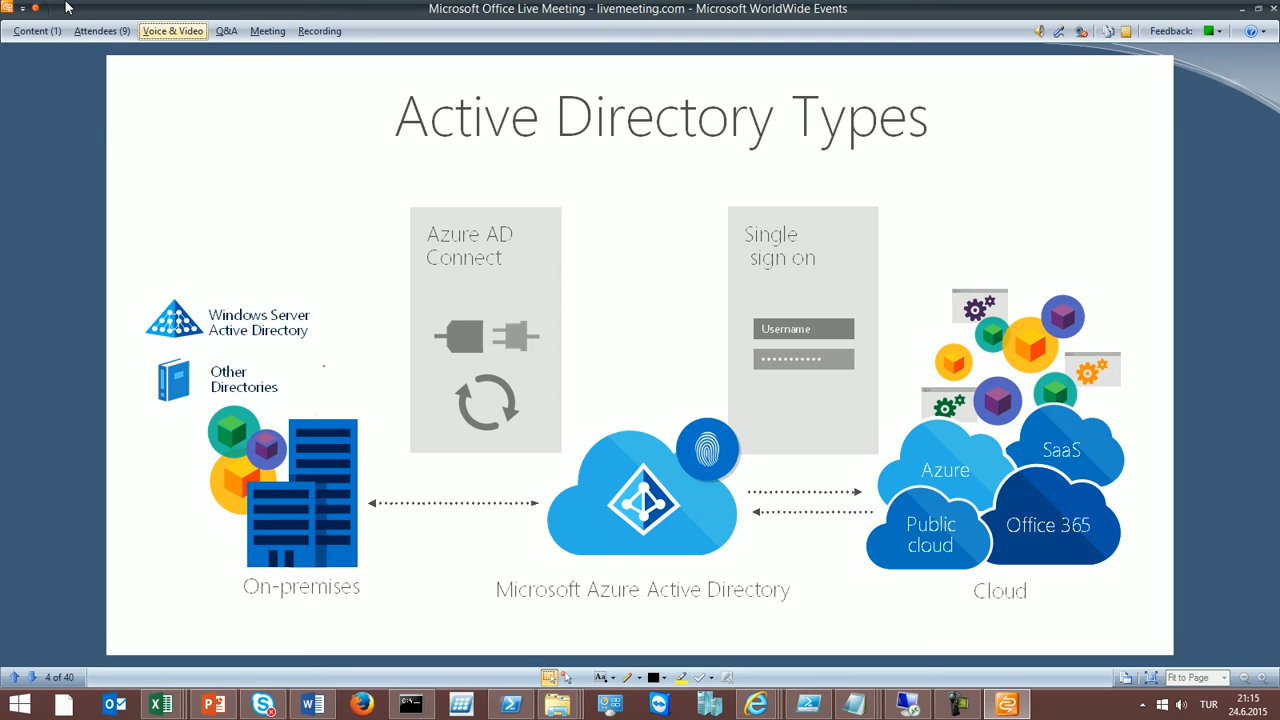 Microsoft Office Live Meeting - livemeeting.com - Microsoft WorldWide Events
Content (1) Attendees (9) Voice & Video Q&A Meeting Recording Feedback:
Active Directory Types
Azure AD
Connect
Single
sign on
Username
Windows Server
Active Directory
Other
Directories
Azure
SaaS
Public
cloud
Office 365
On-premises
Microsoft Azure Active Directory
Cloud
4 of 40
Aa
Fit to Page
TUR
21:15
24.6.2015